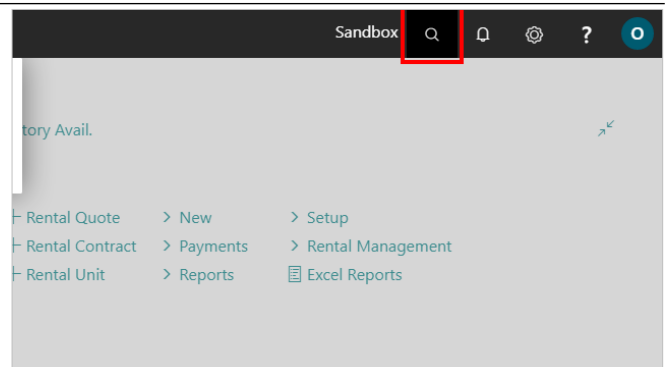 Sandbox ? O
tory Avail.
Rental Quote > New > Setup
Rental Contract > Payments > Rental Management
Rental Unit > Reports Excel Reports